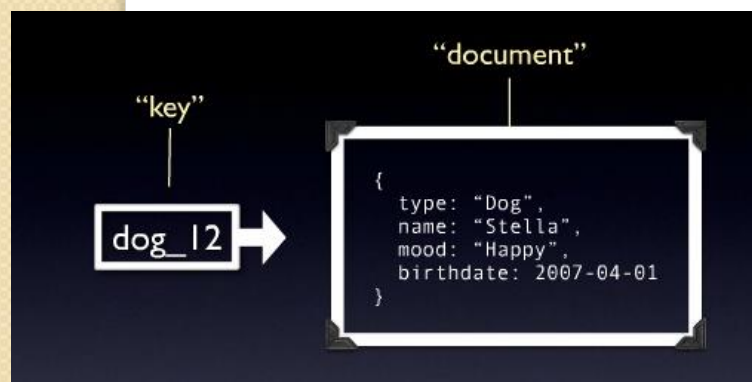 “document”
“key”
dog_12
{
type: “Dog”,
name: “Stella”,
mood: “Happy”,
birthdate: 2007-04-01
}